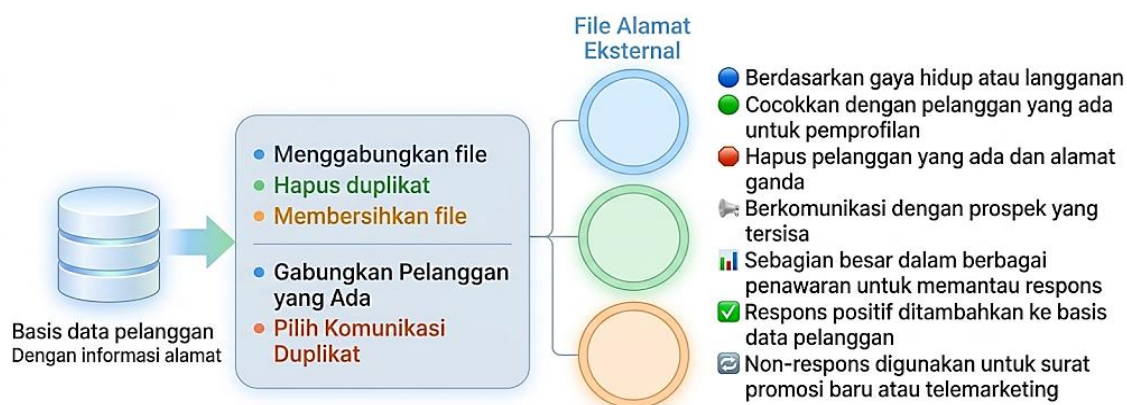 File Alamat
Eksternal
Menggabungkan file
Hapus duplikat
Membersihkan file
Gabungkan Pelanggan
yang Ada
Pilih Komunikasi
Duplikat
Basis data pelanggan
Dengan informasi alamat
Berdasarkan gaya hidup atau langganan
Cocokkan dengan pelanggan yang ada
untuk pemprofilan
Hapus pelanggan yang ada dan alamat
ganda
Berkomunikasi dengan prospek yang
tersisa
Sebagian besar dalam berbagai
penawaran untuk memantau respons
Respons positif ditambahkan ke basis
data pelanggan
Non-respons digunakan untuk surat
promosi baru atau telemarketing